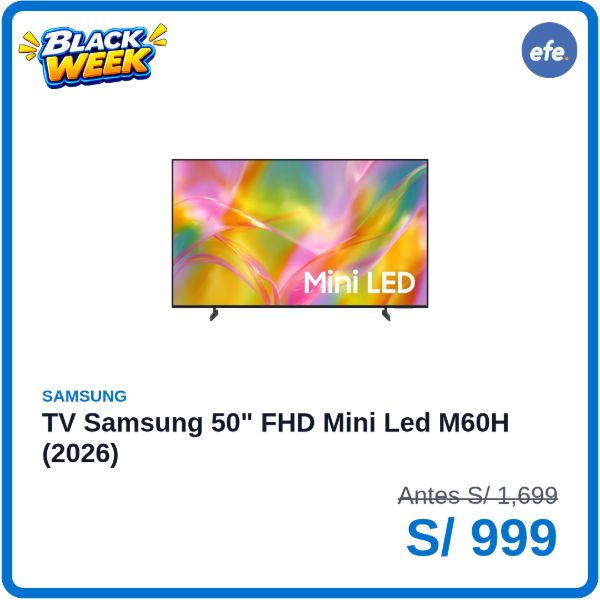 BLACK
WEEK
efe.
Mini LED
SAMSUNG
TV Samsung 50" FHD Mini Led M60H
(2026)
Antes S/ 1,699
S/ 999